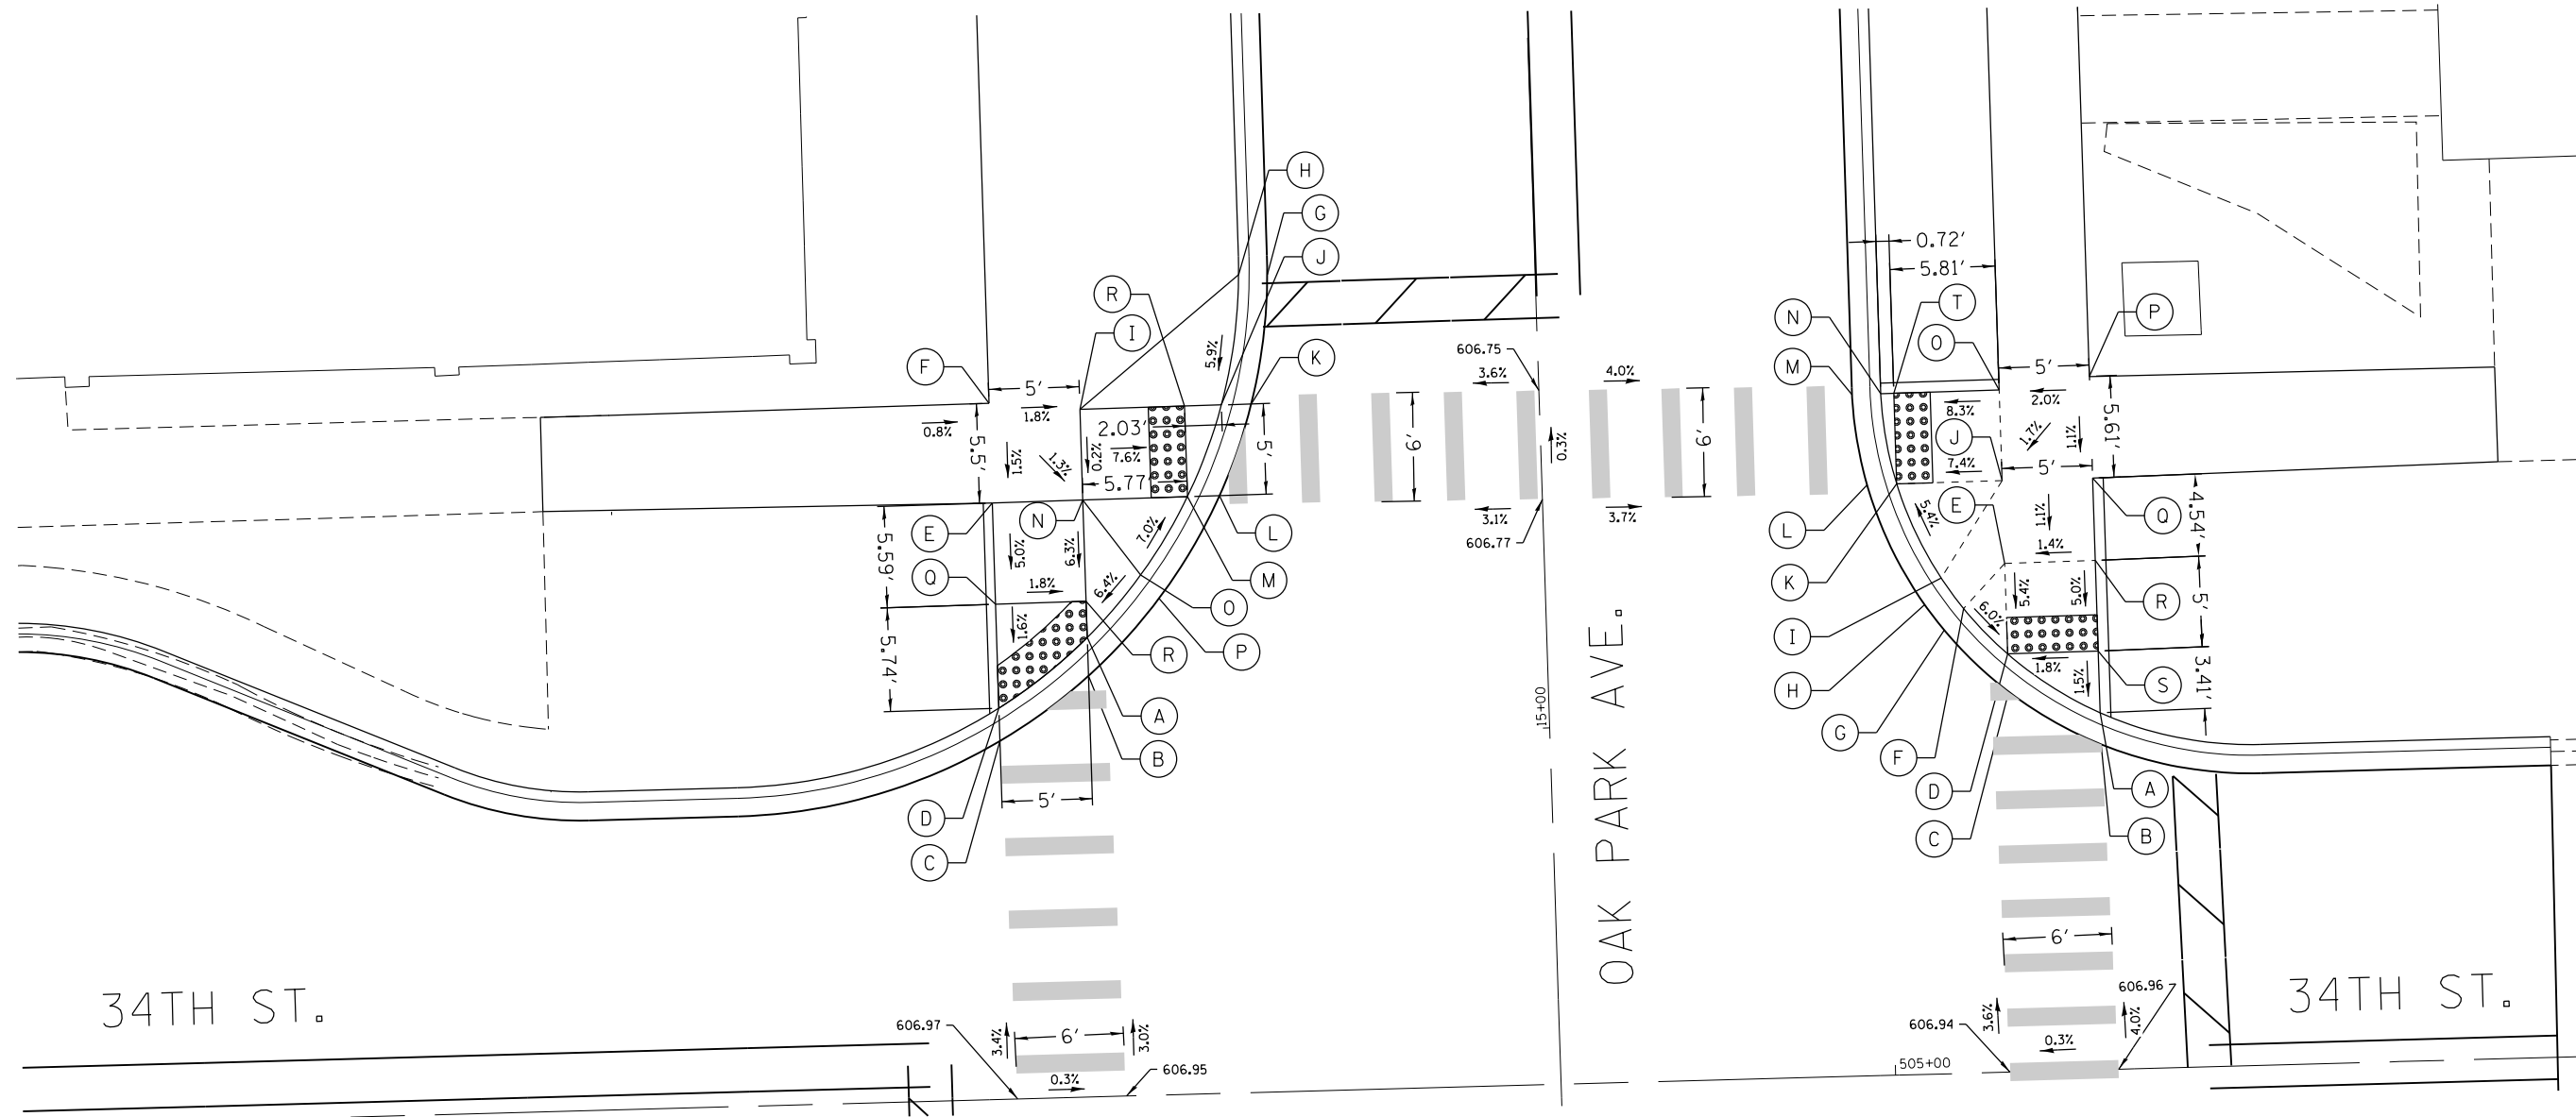 H
G
J
R
I
K
F
5'
1.8%
0.8%
5.9%
5.5'
1.5%
1.3%
0.2%
2.03'
7.6%
5.77'
5'
N
E
Q
5.59'
5.0%
6.3%
7.0%
6.4%
1.8%
1.6%
5.74'
L
M
O
P
R
A
B
5'
D
C
606.75
3.6%
4.0%
6'
6'
0.3%
3.1%
3.7%
606.77
15+00
OAK PARK AVE.
0.72'
5.81'
N
T
O
M
P
5'
2.0%
8.3%
1.7%
1.1%
5.61'
J
7.4%
5'
E
5.4%
1.1%
1.4%
4.54'
Q
L
K
I
H
G
F
D
C
6.0%
5.4%
5.0%
5'
R
1.8%
1.5%
3.41'
S
A
B
6'
34TH ST.
606.97
3.4%
6'
3.0%
0.3%
606.95
606.94
3.6%
606.96
4.0%
0.3%
505+00
34TH ST.